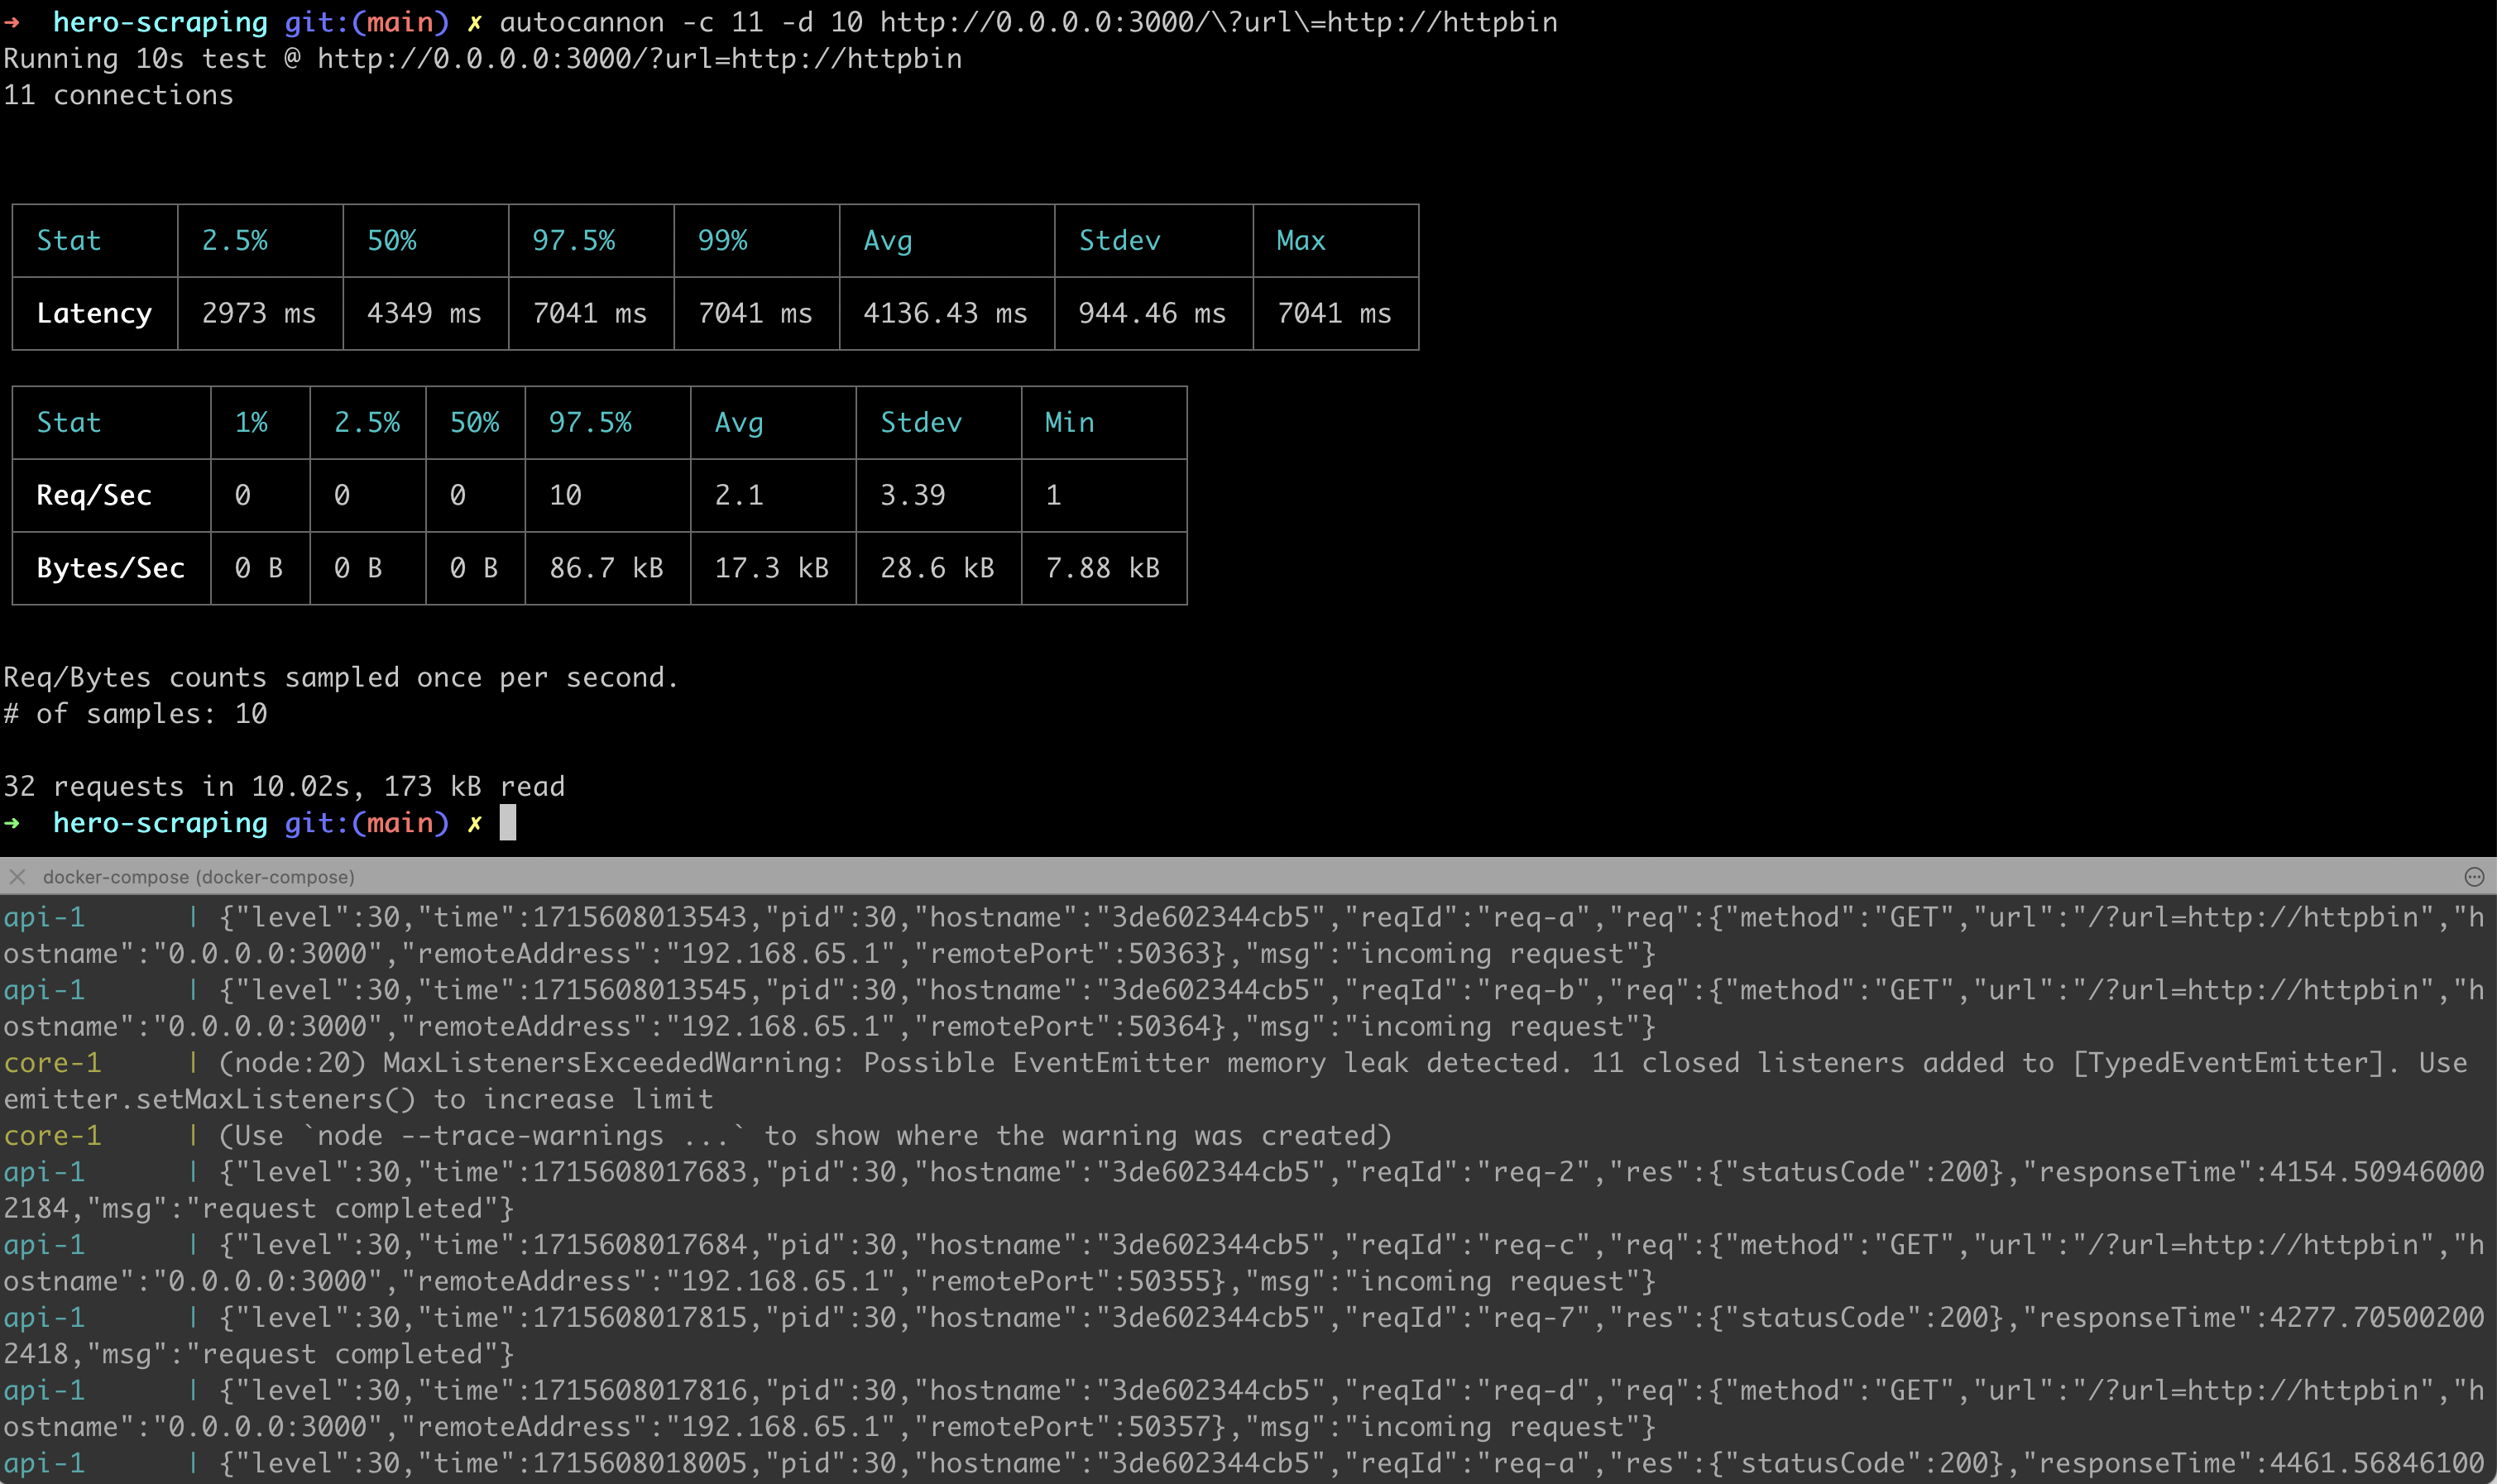 ➜  hero-scraping git:(main) ✗ autocannon -c 11 -d 10 http://0.0.0.0:3000/\?url\=http://httpbin
Running 10s test @ http://0.0.0.0:3000/?url=http://httpbin
11 connections
Stat 2.5% 50% 97.5% 99% Avg Stdev Max
Latency 2973 ms 4349 ms 7041 ms 7041 ms 4136.43 ms 944.46 ms 7041 ms
Stat 1% 2.5% 50% 97.5% Avg Stdev Min
Req/Sec 0 0 0 10 2.1 3.39 1
Bytes/Sec 0 B 0 B 0 B 86.7 kB 17.3 kB 28.6 kB 7.88 kB
Req/Bytes counts sampled once per second.
# of samples: 10
32 requests in 10.02s, 173 kB read
➜  hero-scraping git:(main) ✗
docker-compose (docker-compose)
api-1      | {"level":30,"time":1715608013543,"pid":30,"hostname":"3de602344cb5","reqId":"req-a","req":{"method":"GET","url":"/?url=http://httpbin","h
ostname":"0.0.0.0:3000","remoteAddress":"192.168.65.1","remotePort":50363},"msg":"incoming request"}
api-1      | {"level":30,"time":1715608013545,"pid":30,"hostname":"3de602344cb5","reqId":"req-b","req":{"method":"GET","url":"/?url=http://httpbin","h
ostname":"0.0.0.0:3000","remoteAddress":"192.168.65.1","remotePort":50364},"msg":"incoming request"}
core-1     | (node:20) MaxListenersExceededWarning: Possible EventEmitter memory leak detected. 11 closed listeners added to [TypedEventEmitter]. Use
emitter.setMaxListeners() to increase limit
core-1     | (Use `node --trace-warnings ...` to show where the warning was created)
api-1      | {"level":30,"time":1715608017683,"pid":30,"hostname":"3de602344cb5","reqId":"req-2","res":{"statusCode":200},"responseTime":4154.50946000
2184,"msg":"request completed"}
api-1      | {"level":30,"time":1715608017684,"pid":30,"hostname":"3de602344cb5","reqId":"req-c","req":{"method":"GET","url":"/?url=http://httpbin","h
ostname":"0.0.0.0:3000","remoteAddress":"192.168.65.1","remotePort":50355},"msg":"incoming request"}
api-1      | {"level":30,"time":1715608017815,"pid":30,"hostname":"3de602344cb5","reqId":"req-7","res":{"statusCode":200},"responseTime":4277.70500200
2418,"msg":"request completed"}
api-1      | {"level":30,"time":1715608017816,"pid":30,"hostname":"3de602344cb5","reqId":"req-d","req":{"method":"GET","url":"/?url=http://httpbin","h
ostname":"0.0.0.0:3000","remoteAddress":"192.168.65.1","remotePort":50357},"msg":"incoming request"}
api-1      | {"level":30,"time":1715608018005,"pid":30,"hostname":"3de602344cb5","reqId":"req-a","res":{"statusCode":200},"responseTime":4461.56846100